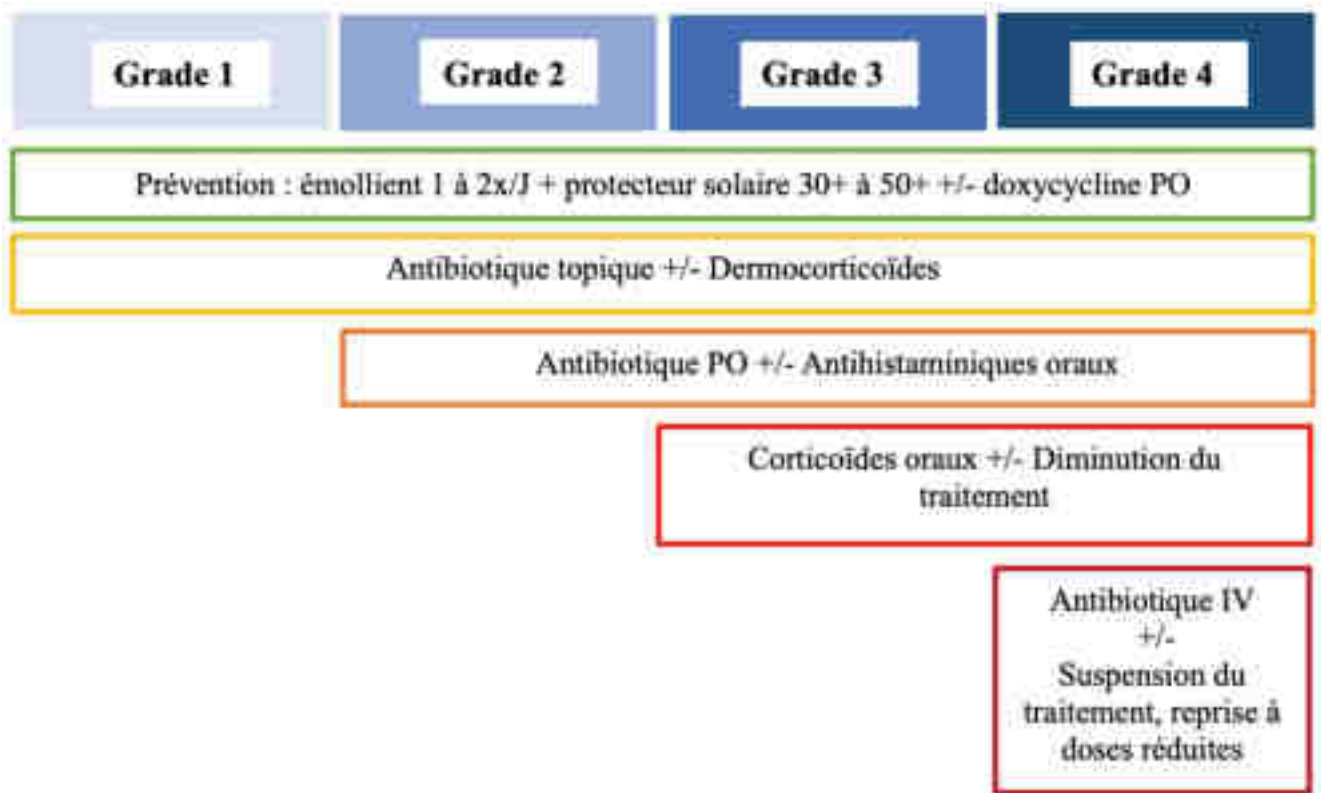 Grade 1
Grade 2
Grade 3
Grade 4
Prévention : émollient 1 à 2x/J + protecteur solaire 30+ à 50+ +/- doxycycline PO
Antibiotique topique +/- Dermocorticoïdes
Antibiotique PO +/- Antihistaminiques oraux
Corticoïdes oraux +/- Diminution du
traitement
Antibiotique IV
+/-
Suspension du
traitement, reprise à
doses réduites